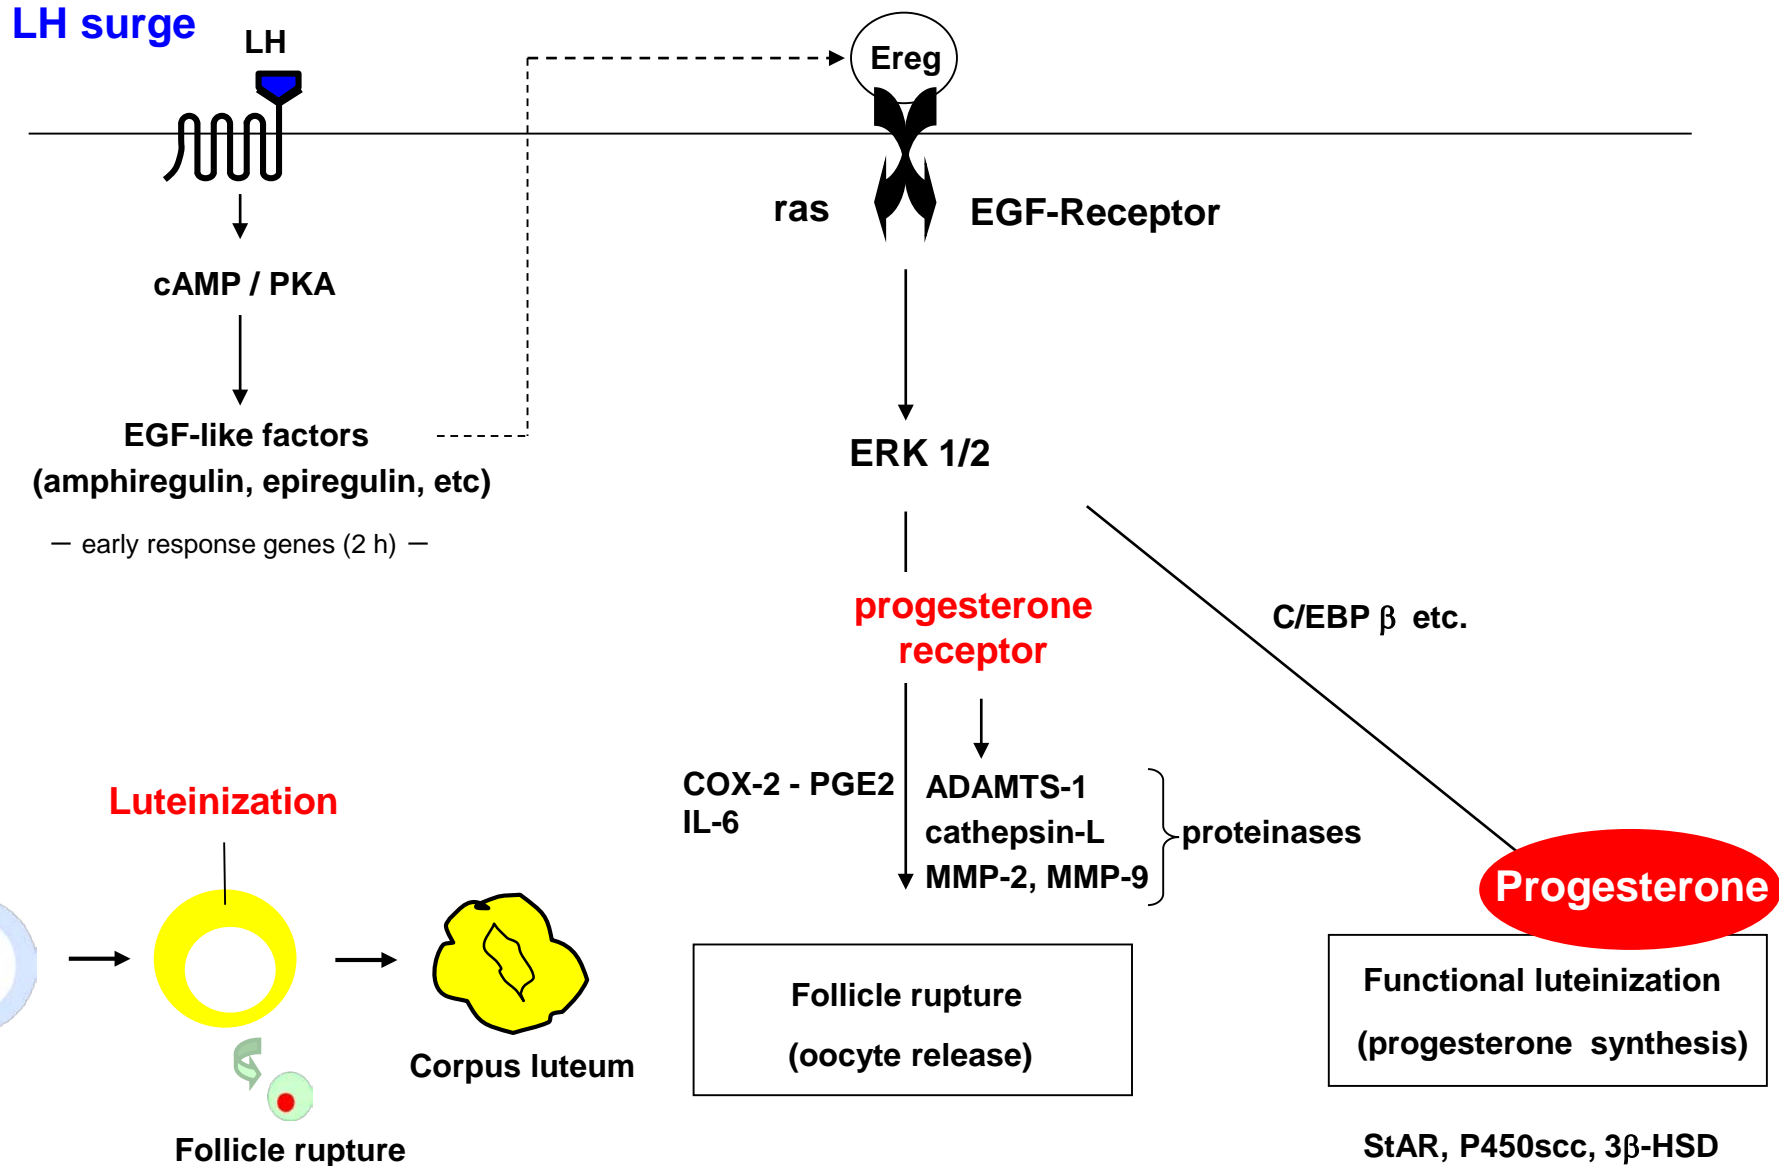 LH surge
LH
Ereg
ras
EGF-Receptor
cAMP / PKA
EGF-like factors
(amphiregulin, epiregulin, etc)
— early response genes (2 h) —
ERK 1/2
progesterone
receptor
C/EBP β etc.
COX-2 - PGE2
IL-6
ADAMTS-1
cathepsin-L
MMP-2, MMP-9
proteinases
Luteinization
Corpus luteum
Follicle rupture
Follicle rupture
(oocyte release)
Progesterone
Functional luteinization
(progesterone synthesis)
StAR, P450scc, 3β-HSD